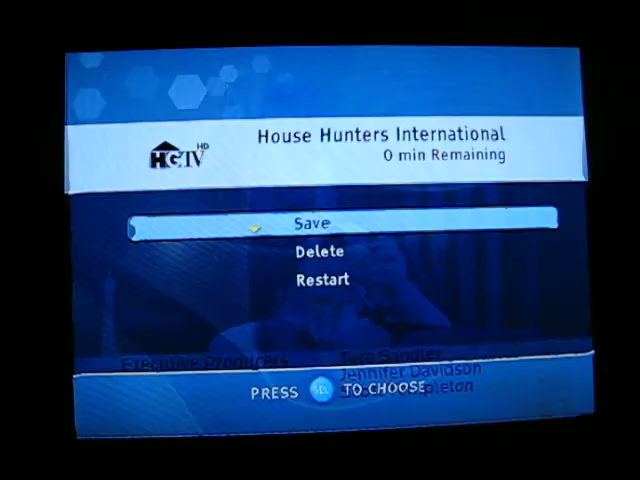 HGTV HD
House Hunters International
0 min Remaining
Save
Delete
Restart
Executive Producers
Tara Sandler
Jennifer Davidson
PRESS SEL TO CHOOSE